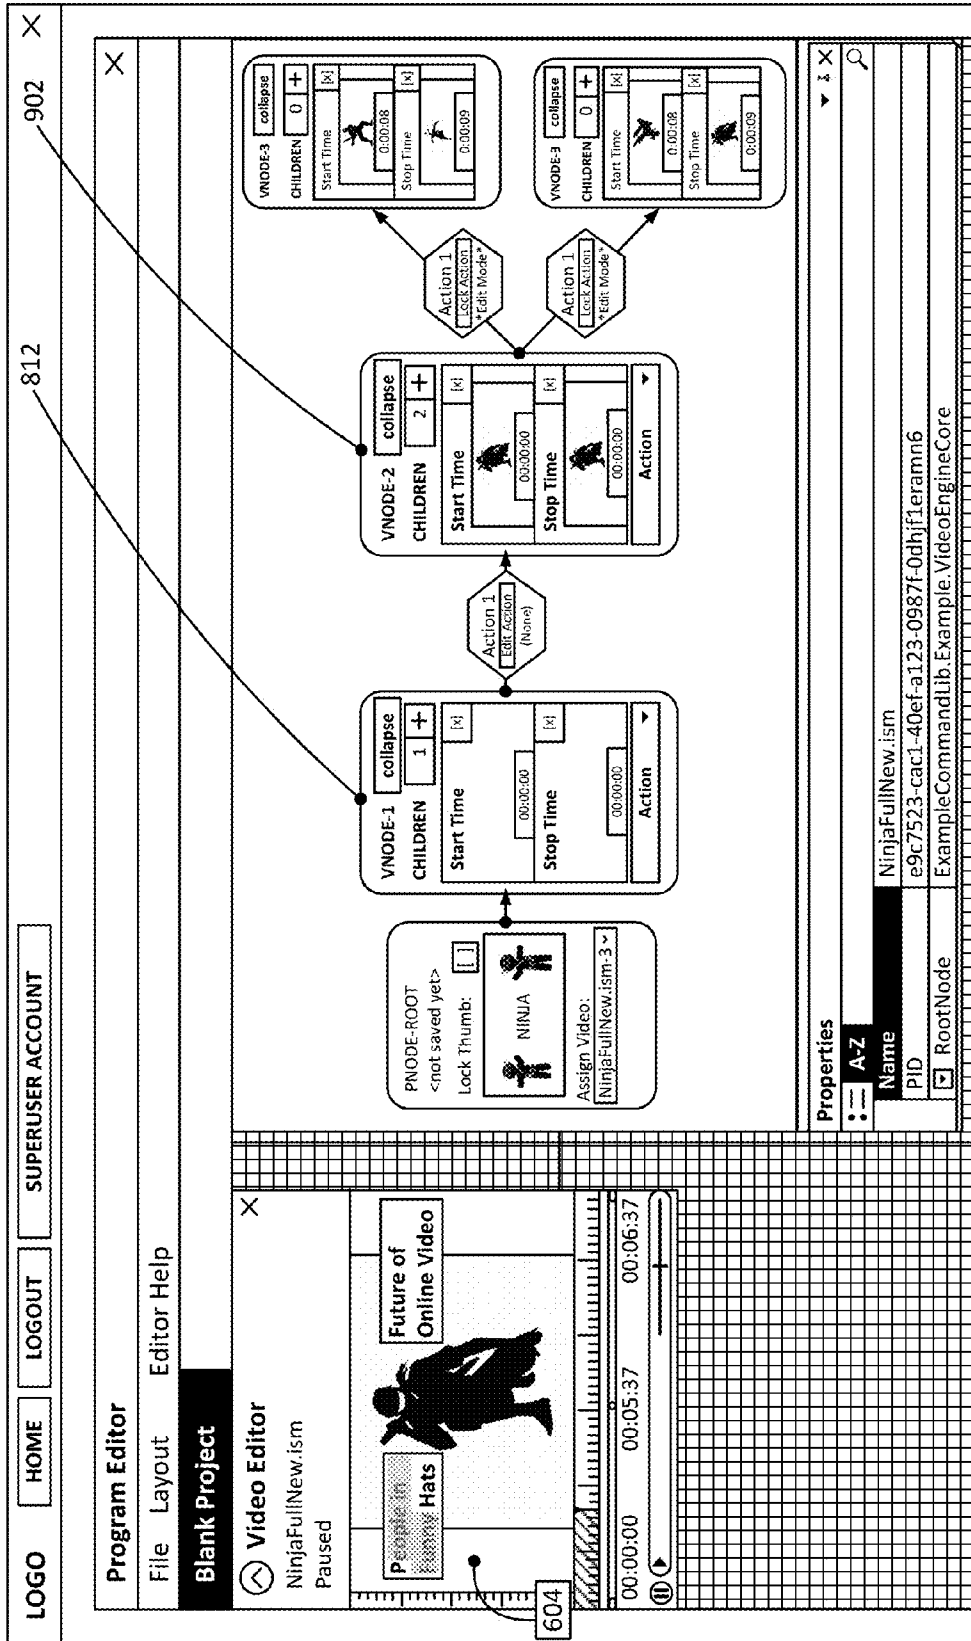 LOGO
HOME
LOGOUT
SUPERUSER ACCOUNT
812
902
Program Editor
File Layout Editor Help
Blank Project
Video Editor
NinjaFullNew.ism
Paused
People in
Funny Hats
Future of
Online Video
604
00:00:00
00:05:37
00:06:37
PNODE-ROOT
<not saved yet>
Lock Thumb: [ ]
NINJA
Assign Video:
NinjaFullNew.ism-3
VNODE-1 collapse
CHILDREN 1 +
Start Time [x]
00:00:00
Stop Time [x]
00:00:00
Action
Action 1
Edit Action
(None)
VNODE-2 collapse
CHILDREN 2 +
Start Time [x]
00:00:00
Stop Time [x]
00:00:00
Action
Action 1
Lock Action
*Edit Mode*
Action 1
Lock Action
*Edit Mode*
VNODE-3 collapse
CHILDREN 0 +
Start Time [x]
0:00:08
Stop Time [x]
0:00:09
VNODE-3 collapse
CHILDREN 0 +
Start Time [x]
0:00:08
Stop Time [x]
0:00:09
Properties
A-Z
Name NinjaFullNew.ism
PID e9c7523-cac1-40ef-a123-0987f-0dhjf1eramn6
RootNode ExampleCommandLib.Example.VideoEngineCore